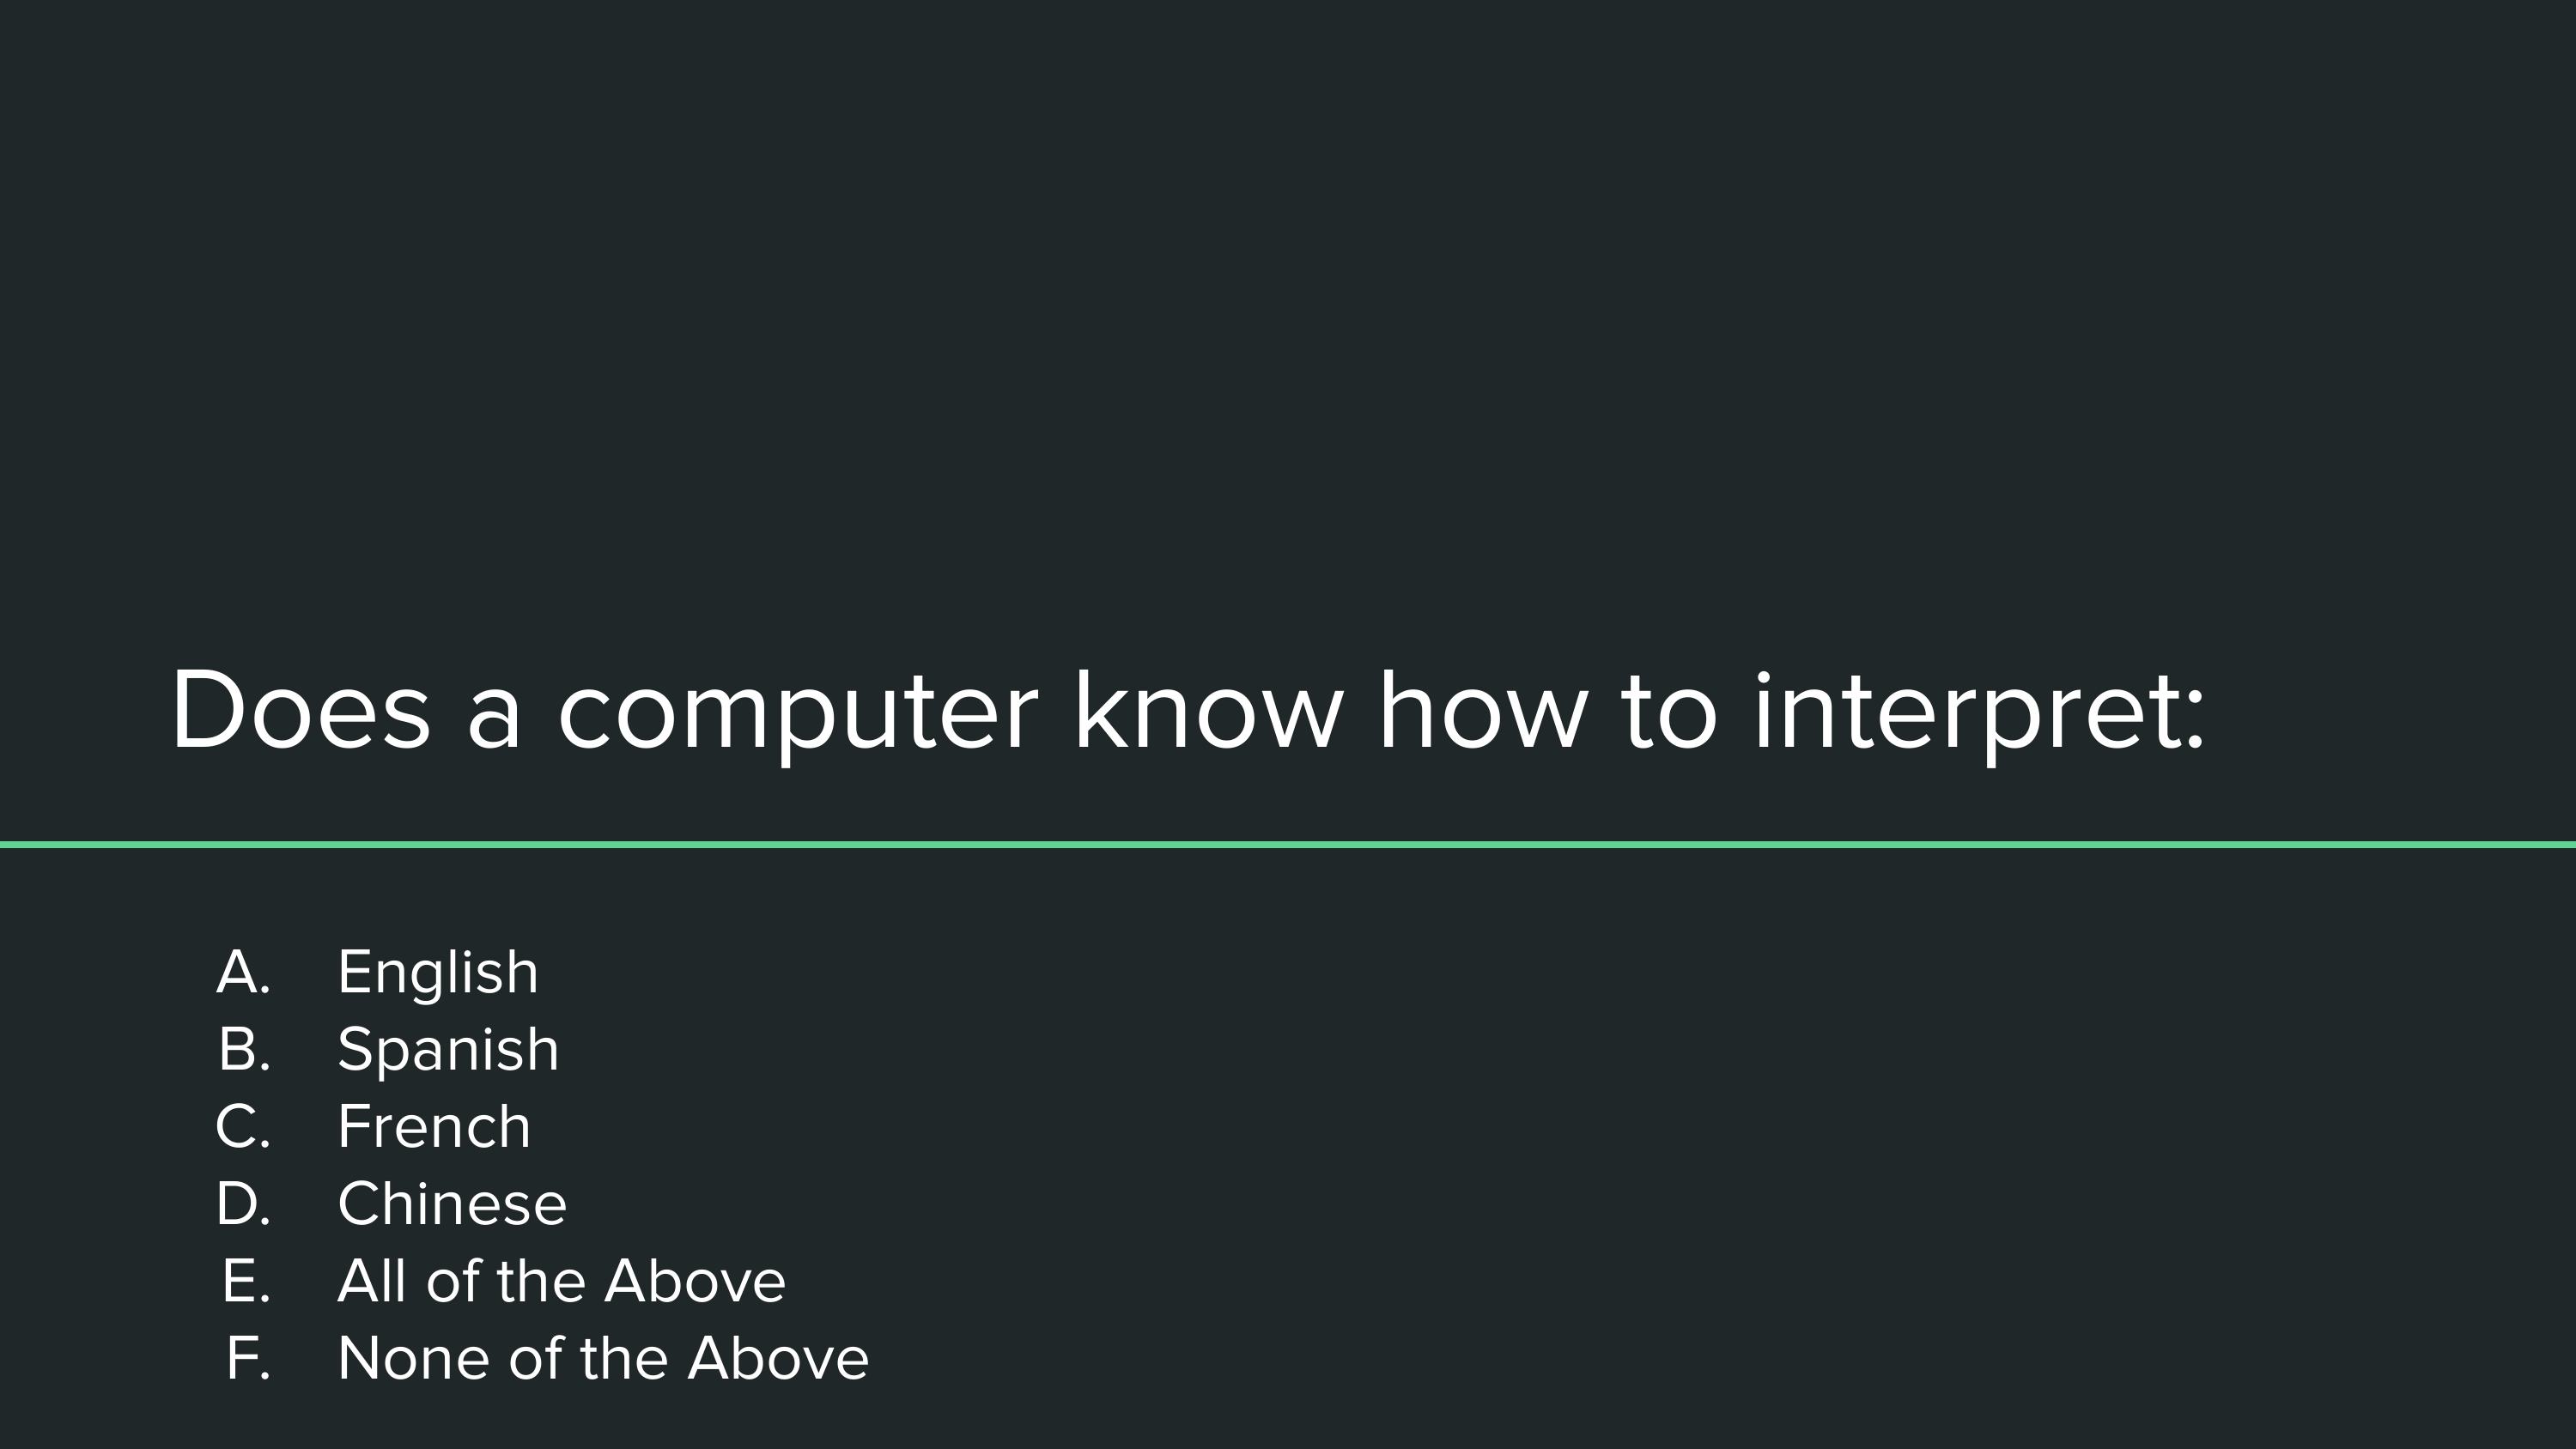 Does a computer know how to interpret:
A. English
B. Spanish
C. French
D. Chinese
E. All of the Above
F. None of the Above